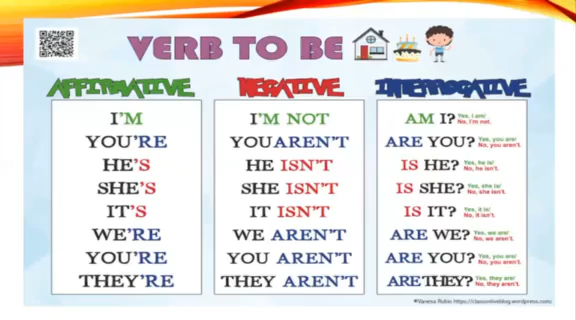 VERB TO BE
AFFIRMATIVE
I'M
YOU'RE
HE'S
SHE'S
IT'S
WE'RE
YOU'RE
THEY'RE
NEGATIVE
I'M NOT
YOU AREN'T
HE ISN'T
SHE ISN'T
IT ISN'T
WE AREN'T
YOU AREN'T
THEY AREN'T
INTERROGATIVE
AM I? Yes, I am/
No, I'm not.
ARE YOU? Yes, you are/
No, you aren't.
IS HE? Yes, he is/
No, he isn't.
IS SHE? Yes, she is/
No, she isn't.
IS IT? Yes, it is/
No, it isn't.
ARE WE? Yes, we are/
No, we aren't.
ARE YOU? Yes, you are/
No, you aren't.
ARE THEY? Yes, they are/
No, they aren't.
Vanesa Rubio https://classonliveblog.wordpress.com/